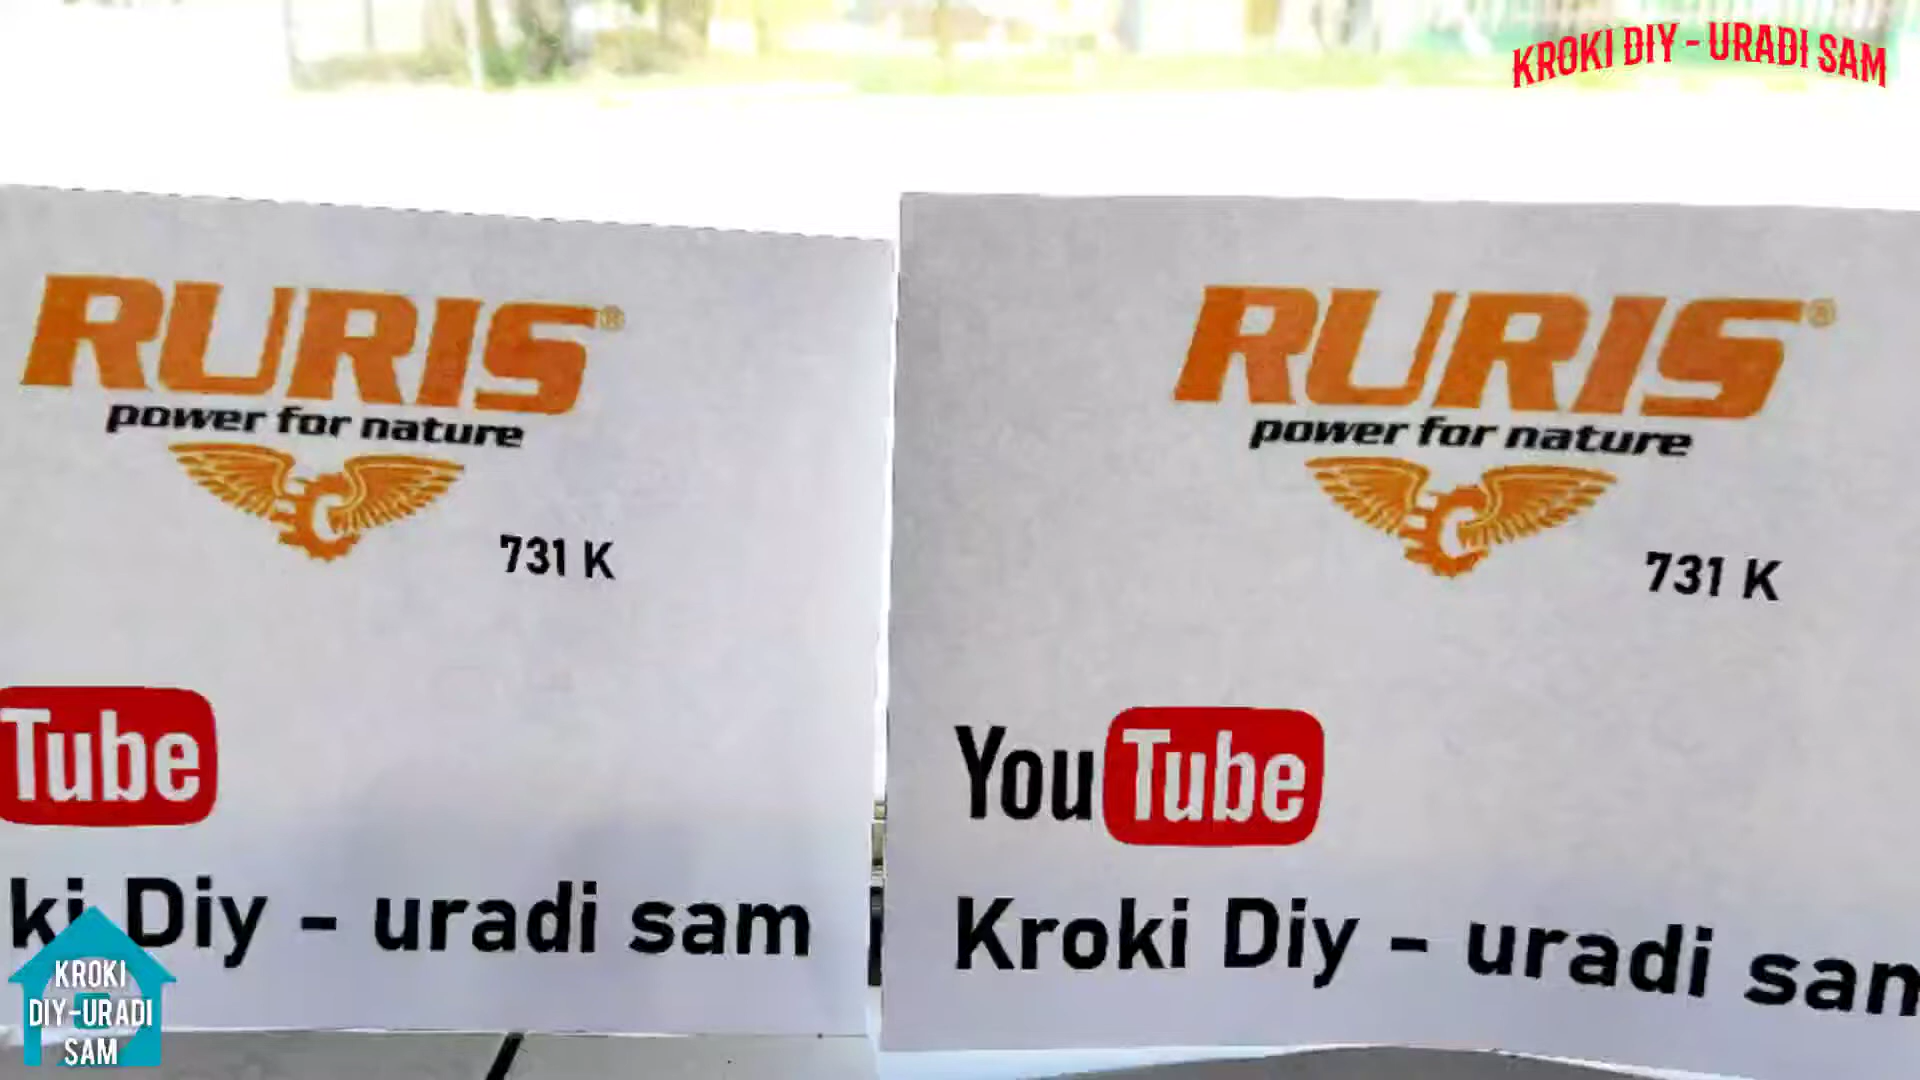 KROKI DIY - URADI SAM
RURIS®
power for nature
731 K
Tube
ki Diy - uradi sam
RURIS®
power for nature
731 K
YouTube
Kroki Diy - uradi sam
KROKI
DIY-URADI
SAM